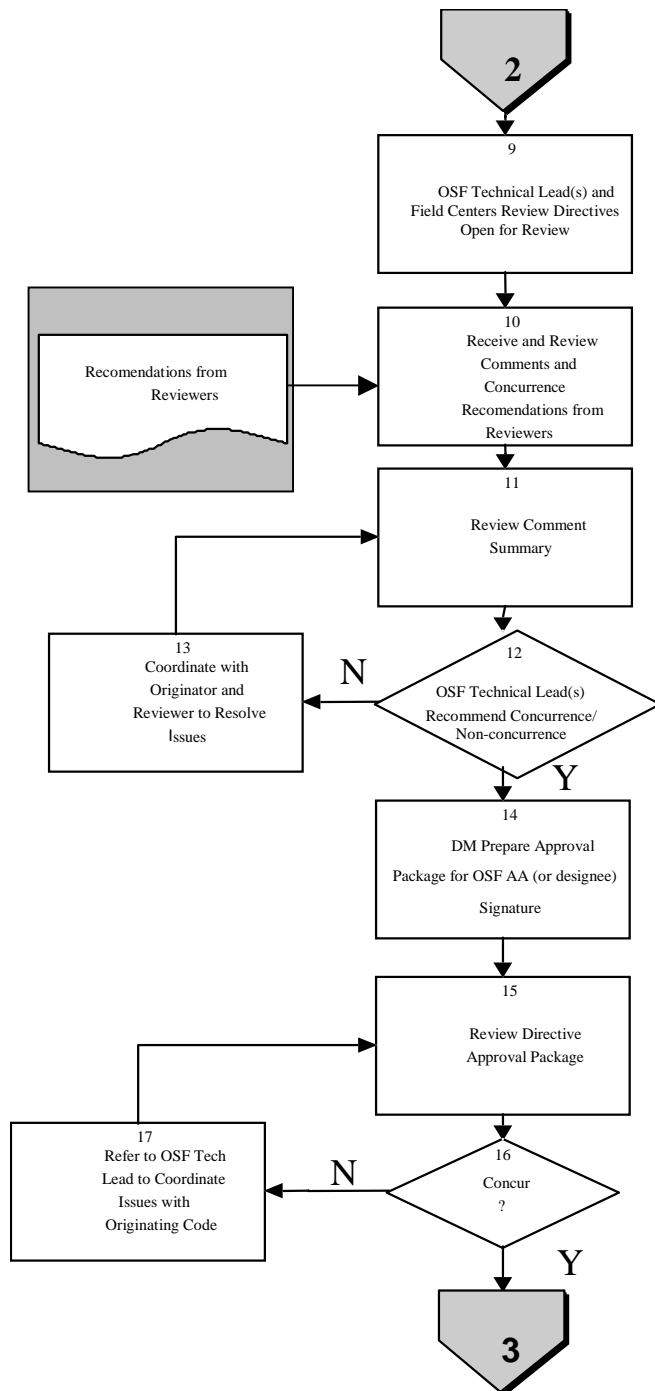 2
9
OSF Technical Lead(s) and
Field Centers Review Directives
Open for Review
10
Receive and Review
Comments and
Concurrence
Recomendations from
Reviewers
Recomendations from
Reviewers
11
Review Comment
Summary
12
OSF Technical Lead(s)
Recommend Concurrence/
Non-concurrence
N
13
Coordinate with
Originator and
Reviewer to Resolve
Issues
Y
14
DM Prepare Approval
Package for OSF AA (or designee)
Signature
15
Review Directive
Approval Package
16
Concur
?
N
17
Refer to OSF Tech
Lead to Coordinate
Issues with
Originating Code
Y
3